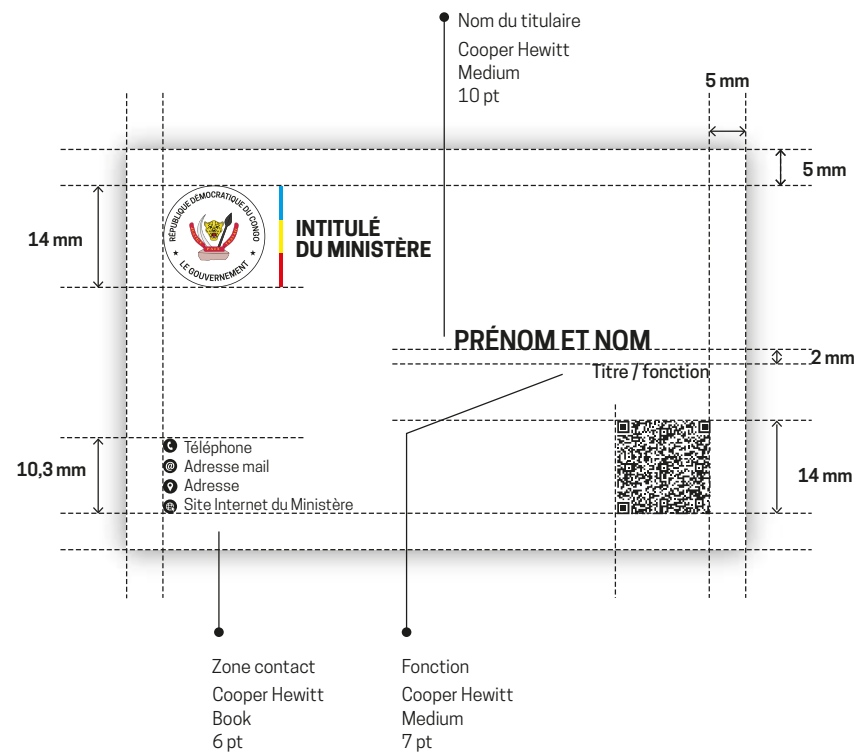 Nom du titulaire
Cooper Hewitt
Medium
10 pt
5 mm
5 mm
14 mm
RÉPUBLIQUE DÉMOCRATIQUE DU CONGO
LE GOUVERNEMENT
INTITULÉ
DU MINISTÈRE
PRÉNOM ET NOM
2 mm
Titre / fonction
10,3 mm
Téléphone
Adresse mail
Adresse
Site Internet du Ministère
14 mm
Zone contact
Cooper Hewitt
Book
6 pt
Fonction
Cooper Hewitt
Medium
7 pt